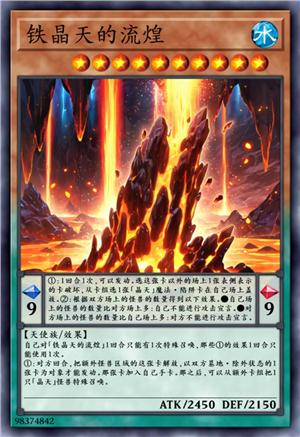 铁晶天的流煌
水
①:1回合1次,可以发动。选这张卡以外的场上1张表侧表示
的卡破坏,从卡组选1张「晶天」魔法·陷阱卡在自己场上盖
放。②:根据双方场上的怪兽的数量得到以下效果。●自己场
上的怪兽的数量比对方场上多:自己不能进行攻击宣言。●对
方场上的怪兽的数量比自己场上多:对方不能进行攻击宣言。
9
9
【天使族/效果】
自己对「铁晶天的流煌」1回合只能有1次特殊召唤,那些①的效果1回合只
能使用1次。
①:对方回合,把额外怪兽区域的这张卡解放,以双方墓地·除外状态的1
张卡为对象才能发动。那张卡加入自己手卡。那之后,可以从额外卡组把1
只「晶天」怪兽特殊召唤。
ATK/2450 DEF/2150
98374842